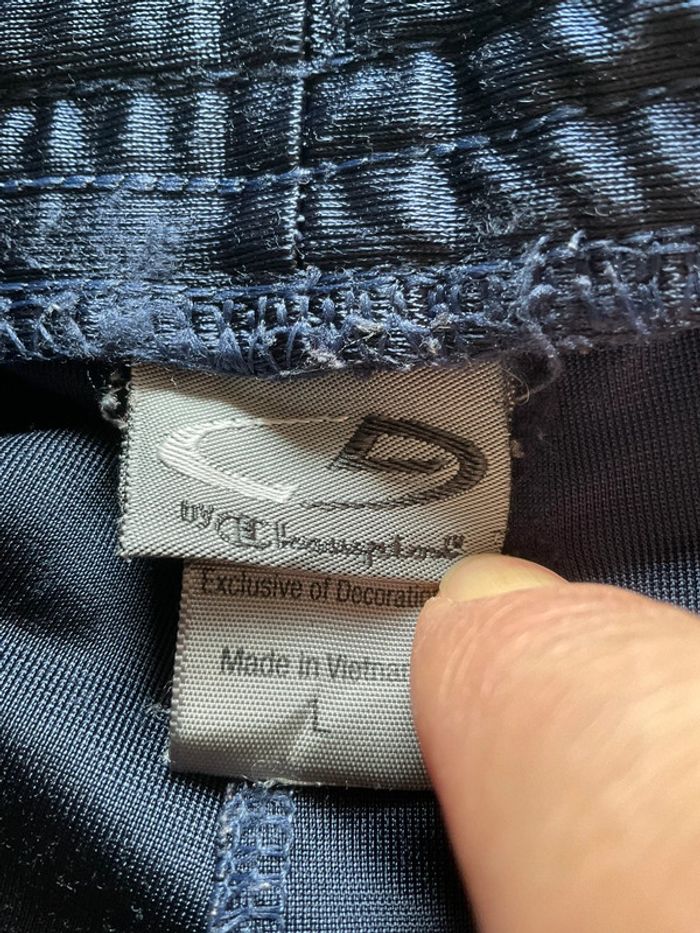 by Champion
Exclusive of Decoration
Made in Vietnam
L